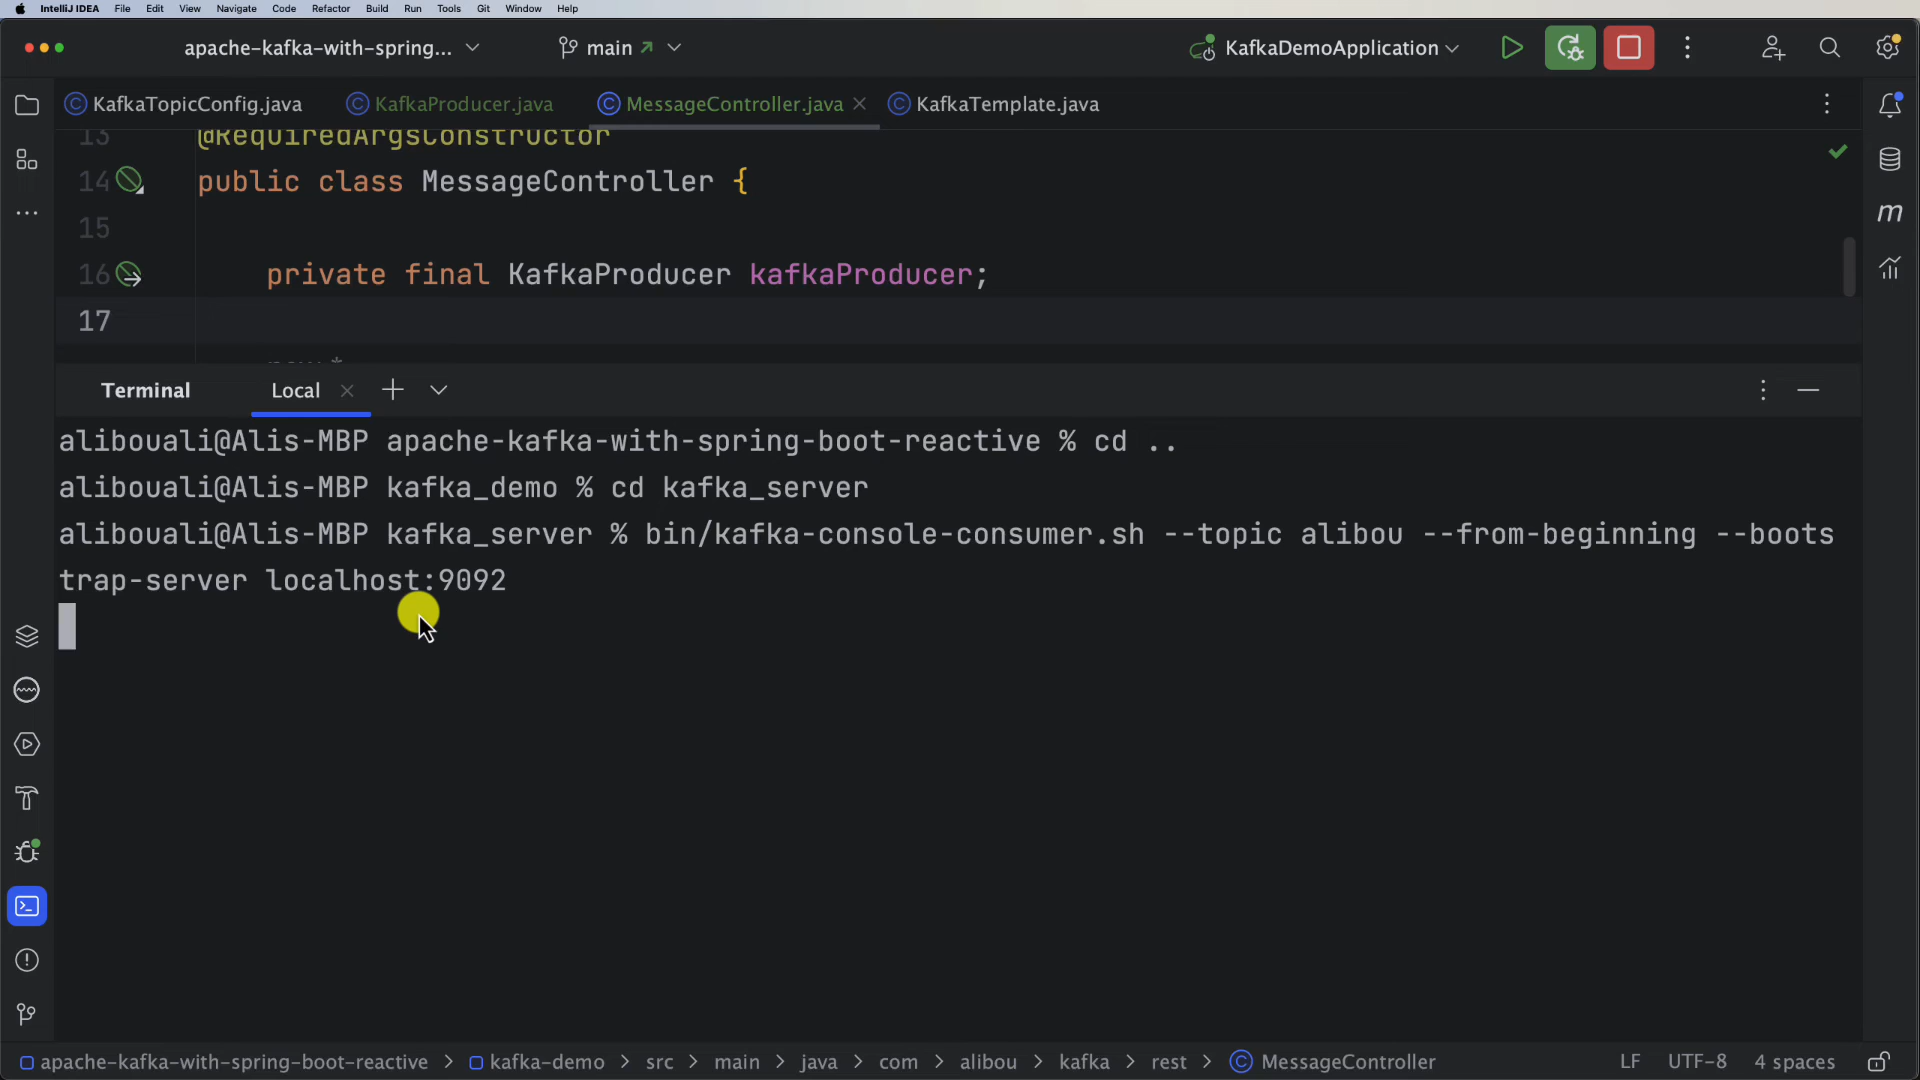 IntelliJ IDEA File Edit View Navigate Code Refactor Build Run Tools Git Window Help
apache-kafka-with-spring... main KafkaDemoApplication
KafkaTopicConfig.java KafkaProducer.java MessageController.java KafkaTemplate.java
13 @RequiredArgsConstructor
14 public class MessageController {
15
16 private final KafkaProducer kafkaProducer;
17
Terminal Local
alibouali@Alis-MBP apache-kafka-with-spring-boot-reactive % cd ..
alibouali@Alis-MBP kafka_demo % cd kafka_server
alibouali@Alis-MBP kafka_server % bin/kafka-console-consumer.sh --topic alibou --from-beginning --boots
trap-server localhost:9092
apache-kafka-with-spring-boot-reactive > kafka-demo > src > main > java > com > alibou > kafka > rest > MessageController LF UTF-8 4 spaces